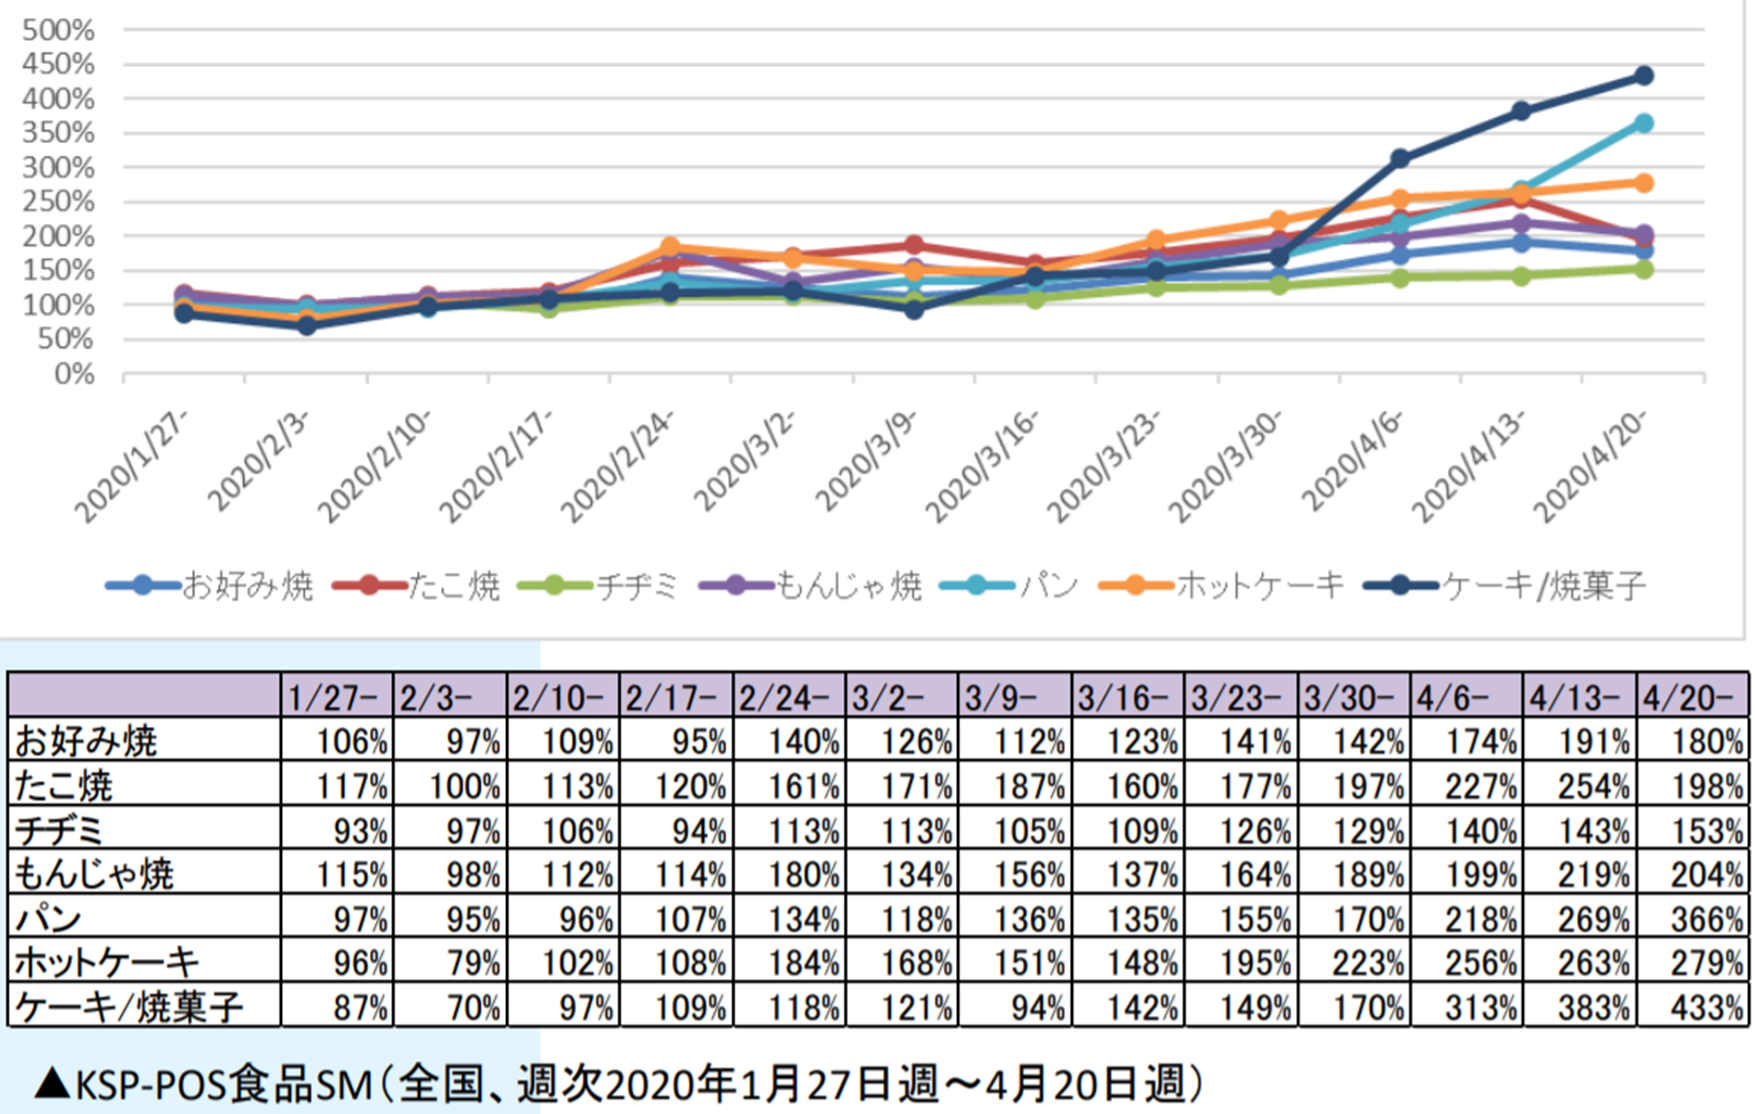 500%
450%
400%
350%
300%
250%
200%
150%
100%
50%
0%
2020/1/27- 2020/2/3- 2020/2/10- 2020/2/17- 2020/2/24- 2020/3/2- 2020/3/9- 2020/3/16- 2020/3/23- 2020/3/30- 2020/4/6- 2020/4/13- 2020/4/20-
お好み焼 たこ焼 チヂミ もんじゃ焼 パン ホットケーキ ケーキ/焼菓子
1/27- 2/3- 2/10- 2/17- 2/24- 3/2- 3/9- 3/16- 3/23- 3/30- 4/6- 4/13- 4/20-
お好み焼 106% 97% 109% 95% 140% 126% 112% 123% 141% 142% 174% 191% 180%
たこ焼 117% 100% 113% 120% 161% 171% 187% 160% 177% 197% 227% 254% 198%
チヂミ 93% 97% 106% 94% 113% 113% 105% 109% 126% 129% 140% 143% 153%
もんじゃ焼 115% 98% 112% 114% 180% 134% 156% 137% 164% 189% 199% 219% 204%
パン 97% 95% 96% 107% 134% 118% 136% 135% 155% 170% 218% 269% 366%
ホットケーキ 96% 79% 102% 108% 184% 168% 151% 148% 195% 223% 256% 263% 279%
ケーキ/焼菓子 87% 70% 97% 109% 118% 121% 94% 142% 149% 170% 313% 383% 433%
▲KSP-POS食品SM（全国、週次2020年1月27日週～4月20日週）